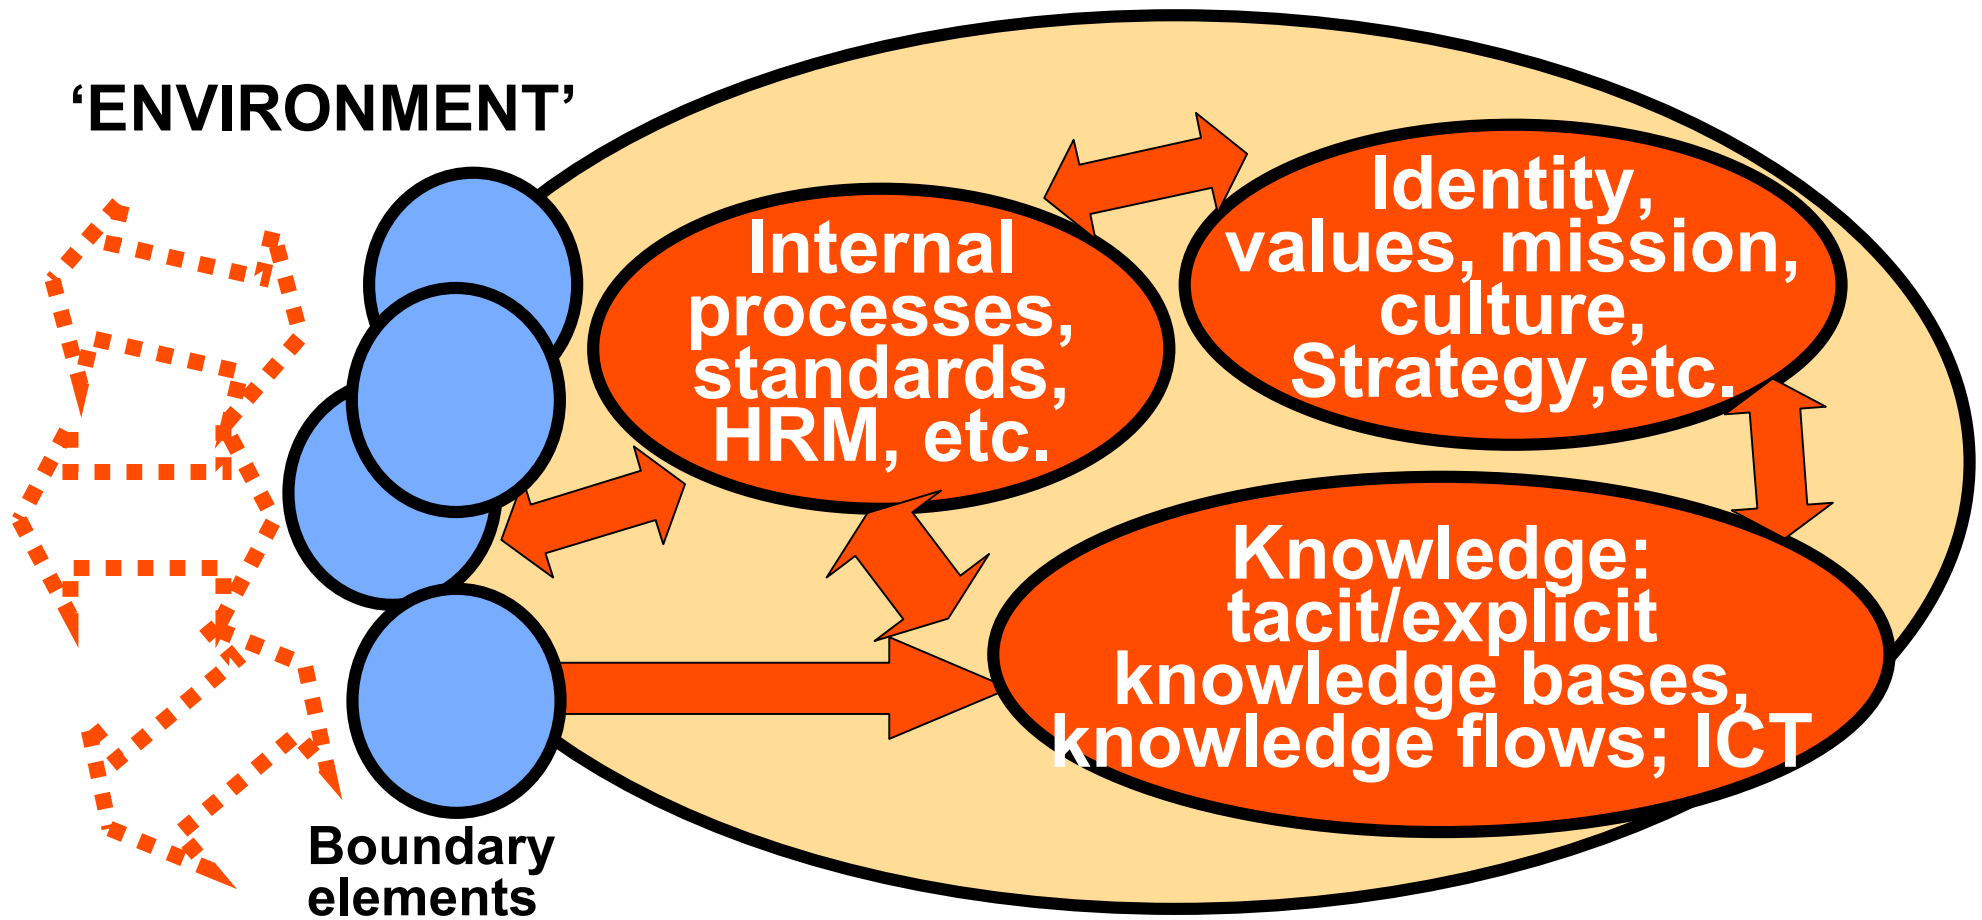 ‘ENVIRONMENT’
Internal
processes,
standards,
HRM, etc.
Identity,
values, mission,
culture,
Strategy,etc.
Knowledge:
tacit/explicit
knowledge bases,
knowledge flows; ICT
Boundary
elements